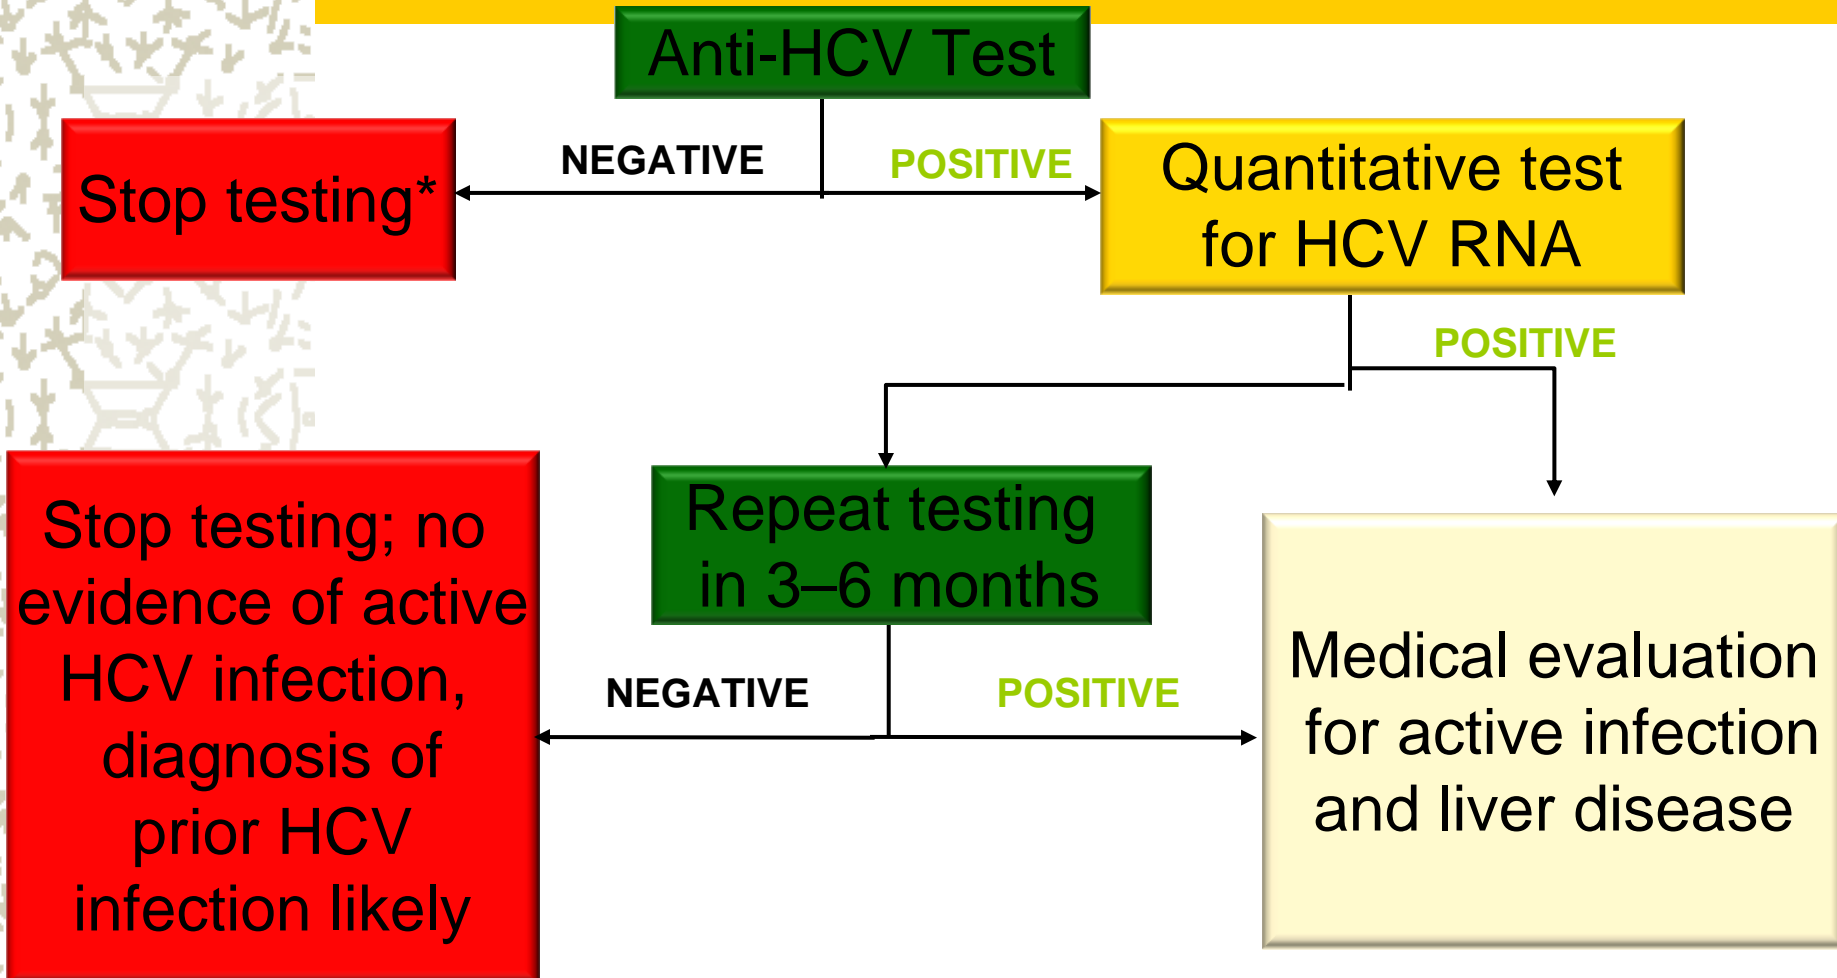 Anti-HCV Test
NEGATIVE
POSITIVE
Stop testing*
Quantitative test
for HCV RNA
POSITIVE
Repeat testing
in 3–6 months
Stop testing; no
evidence of active
HCV infection,
diagnosis of
prior HCV
infection likely
NEGATIVE
POSITIVE
Medical evaluation
for active infection
and liver disease